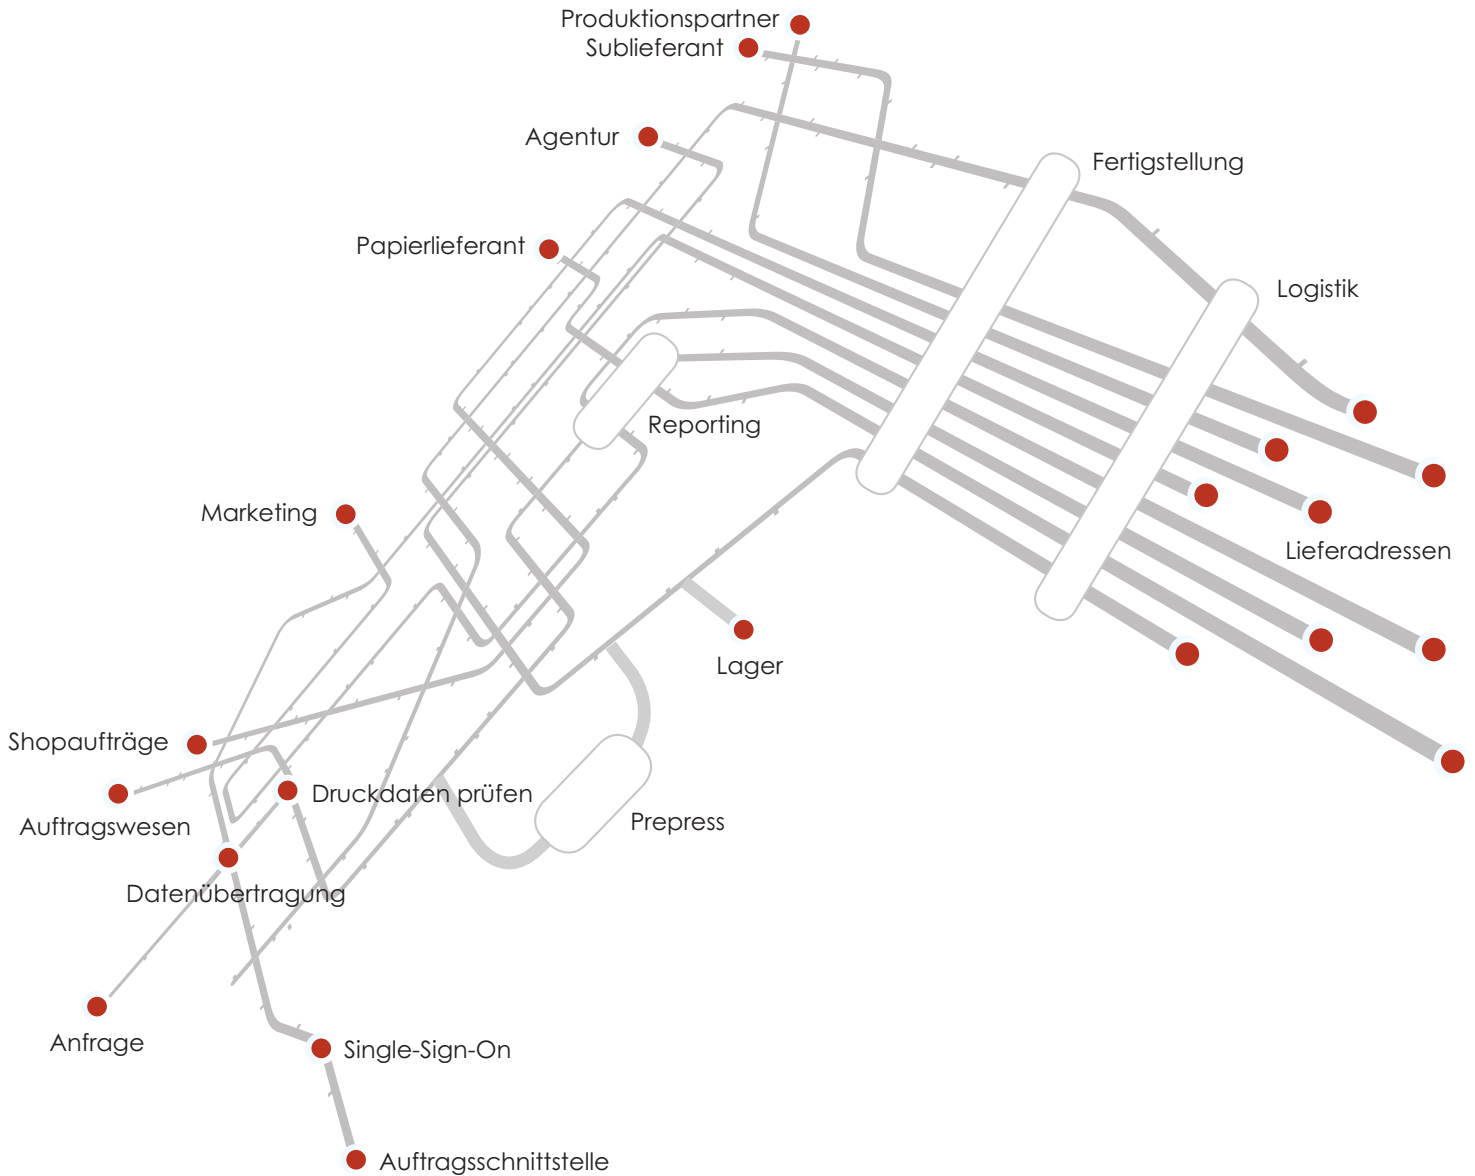 Produktionspartner
Sublieferant
Agentur
Fertigstellung
Papierlieferant
Logistik
Reporting
Marketing
Lieferadressen
Lager
Shopaufträge
Druckdaten prüfen
Auftragswesen
Prepress
Datenübertragung
Anfrage
Single-Sign-On
Auftragsschnittstelle